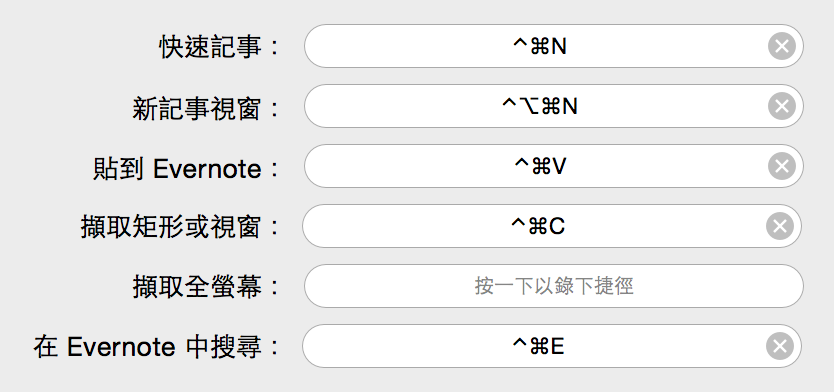 快速記事： ^⌘N
新記事視窗： ^⌥⌘N
貼到 Evernote： ^⌘V
擷取矩形或視窗： ^⌘C
擷取全螢幕： 按一下以錄下捷徑
在 Evernote 中搜尋： ^⌘E